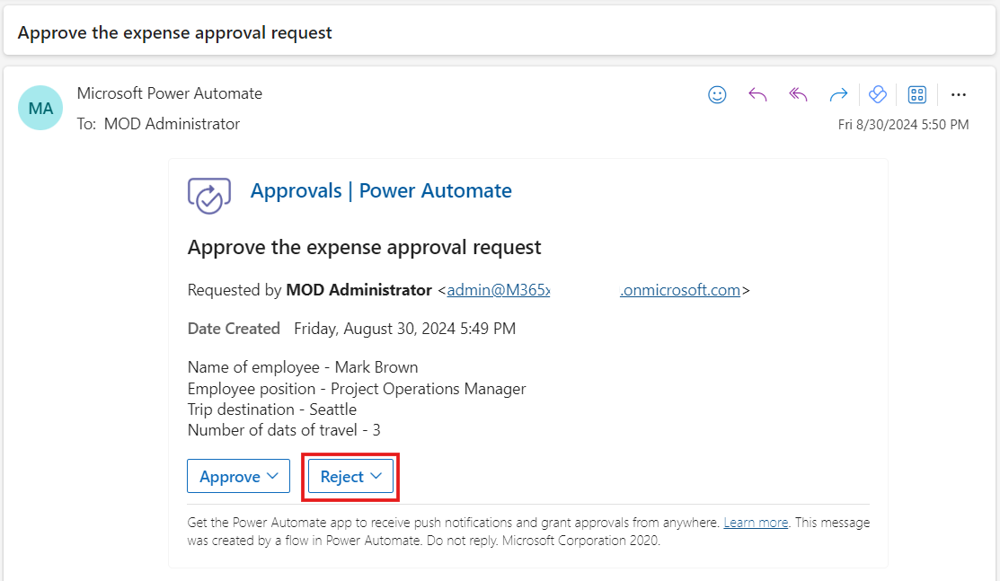 Approve the expense approval request
MA
Microsoft Power Automate
To: MOD Administrator
Fri 8/30/2024 5:50 PM
Approvals | Power Automate
Approve the expense approval request
Requested by MOD Administrator <admin@M365x .onmicrosoft.com>
Date Created Friday, August 30, 2024 5:49 PM
Name of employee - Mark Brown
Employee position - Project Operations Manager
Trip destination - Seattle
Number of dats of travel - 3
Approve Reject
Get the Power Automate app to receive push notifications and grant approvals from anywhere. Learn more. This message
was created by a flow in Power Automate. Do not reply. Microsoft Corporation 2020.